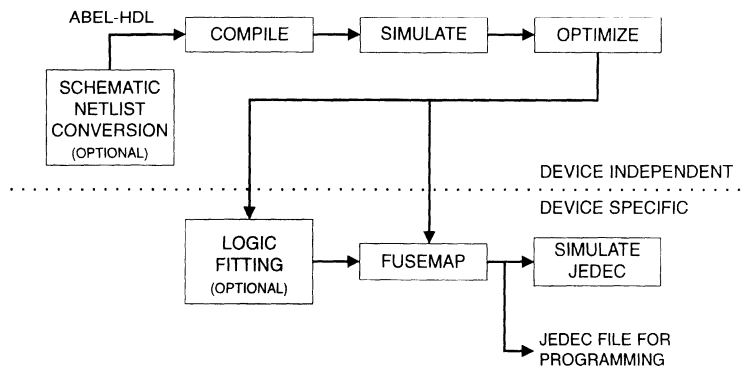 ABEL-HDL
COMPILE
SIMULATE
OPTIMIZE
SCHEMATIC
NETLIST
CONVERSION
(OPTIONAL)
DEVICE INDEPENDENT
DEVICE SPECIFIC
LOGIC
FITTING
(OPTIONAL)
FUSEMAP
SIMULATE
JEDEC
JEDEC FILE FOR
PROGRAMMING